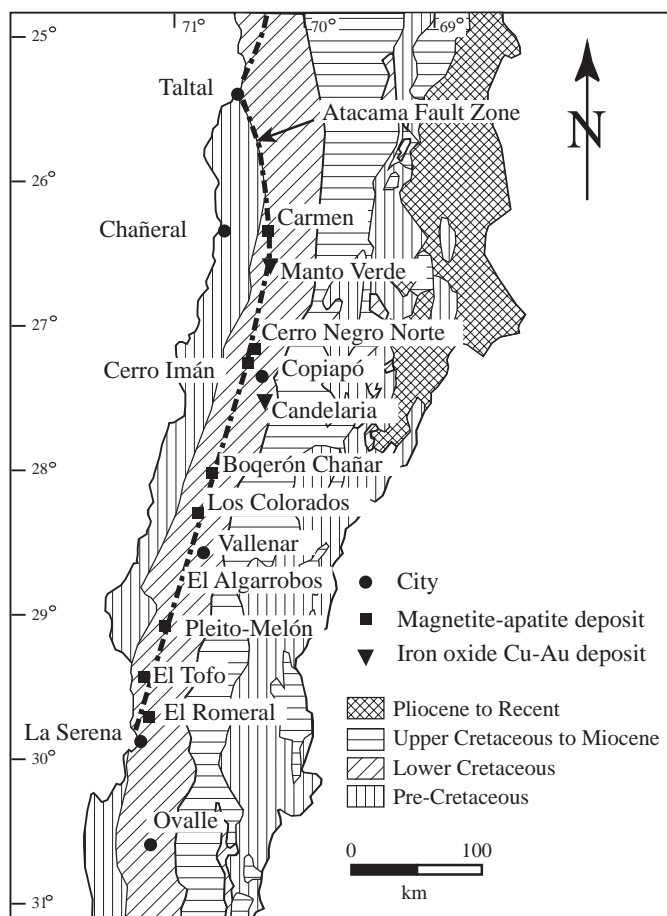 71°
70°
69°
25°
Taltal
Atacama Fault Zone
N
26°
Chañeral
Carmen
Manto Verde
27°
Cerro Negro Norte
Cerro Imán
Copiapó
Candelaria
28°
Boqerón Chañar
Los Colorados
Vallenar
El Algarrobos
City
29°
Pleito-Melón
Magnetite-apatite deposit
Iron oxide Cu-Au deposit
El Tofo
El Romeral
La Serena
30°
Pliocene to Recent
Upper Cretaceous to Miocene
Lower Cretaceous
Pre-Cretaceous
Ovalle
0 100
km
31°